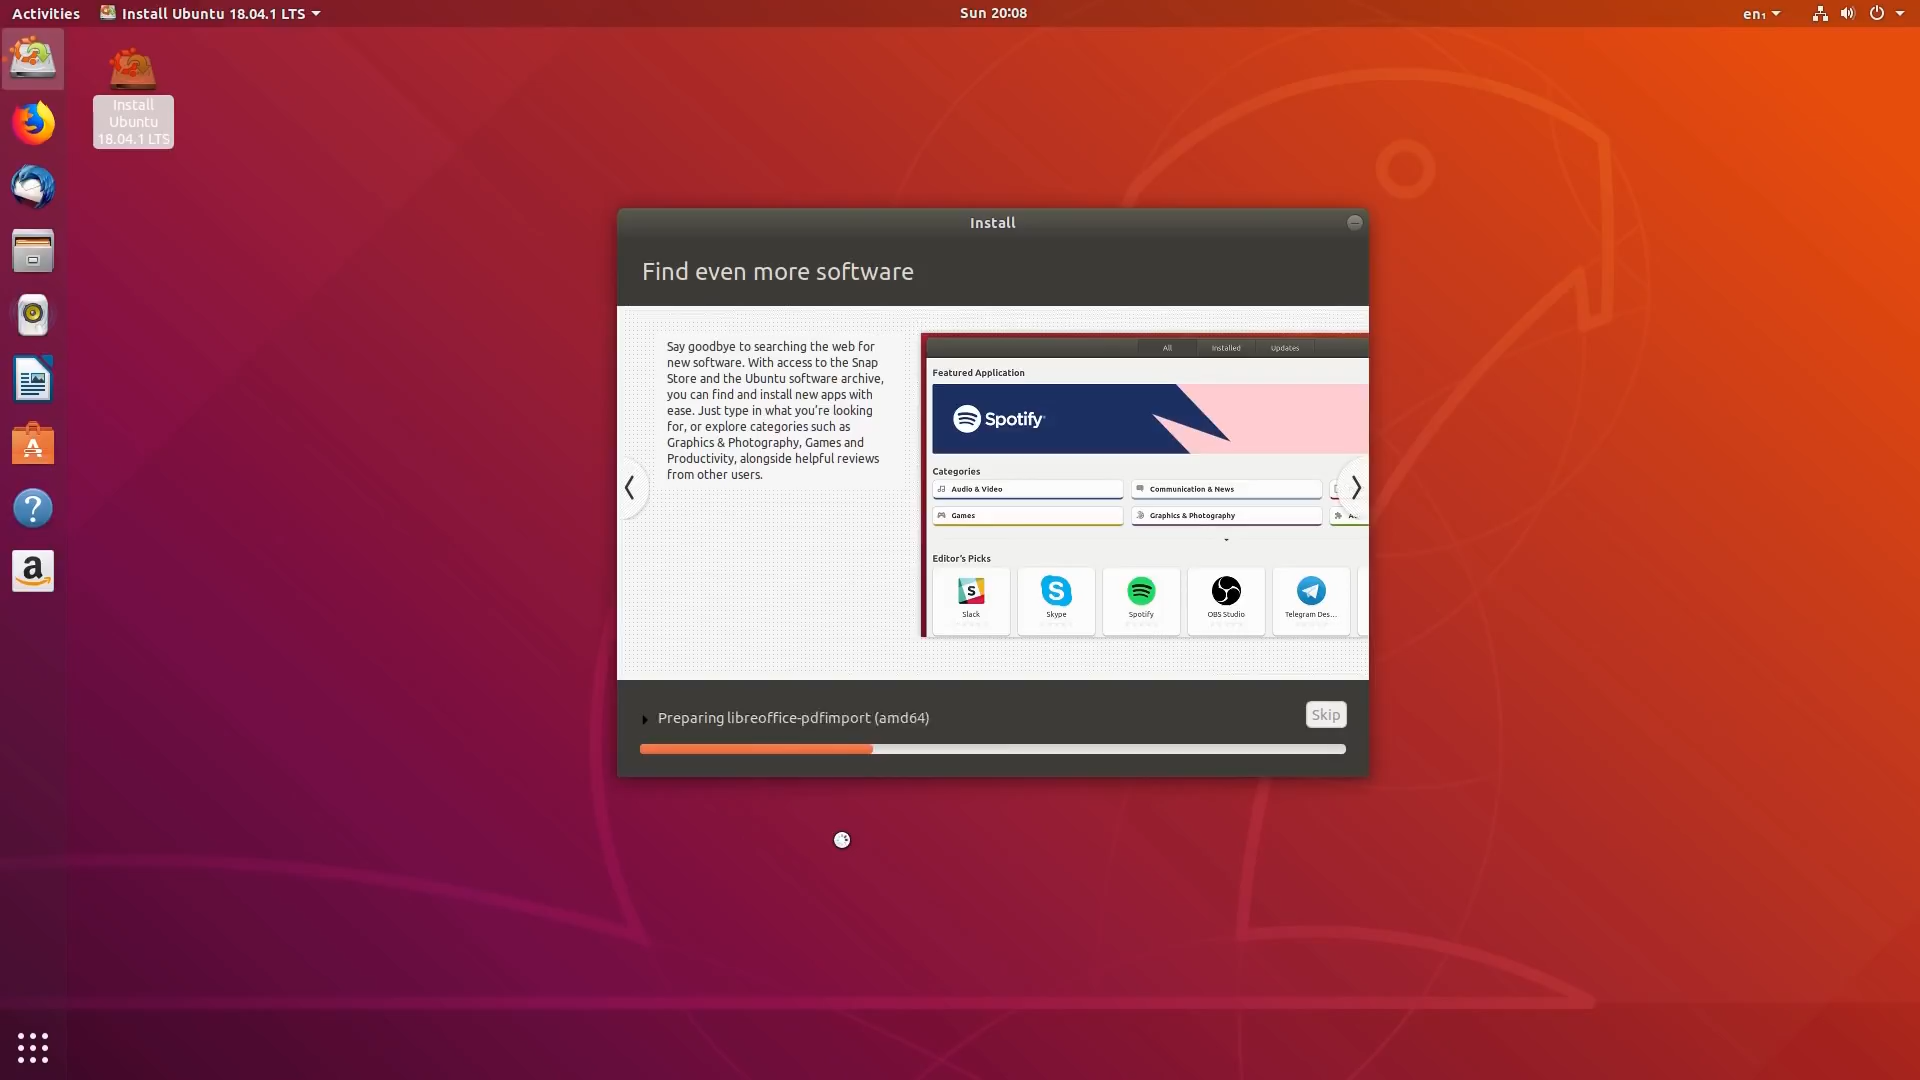 Activities
Install Ubuntu 18.04.1 LTS
Sun 20:08
en₁
Install
Ubuntu
18.04.1 LTS
Install
Find even more software
Say goodbye to searching the web for
new software. With access to the Snap
Store and the Ubuntu software archive,
you can find and install new apps with
ease. Just type in what you’re looking
for, or explore categories such as
Graphics & Photography, Games and
Productivity, alongside helpful reviews
from other users.
All Installed Updates
Featured Application
Spotify
Categories
Audio & Video
Communication & News
Games
Graphics & Photography
Editor’s Picks
Slack
Skype
Spotify
OBS Studio
Telegram Des...
Preparing libreoffice-pdfimport (amd64)
Skip